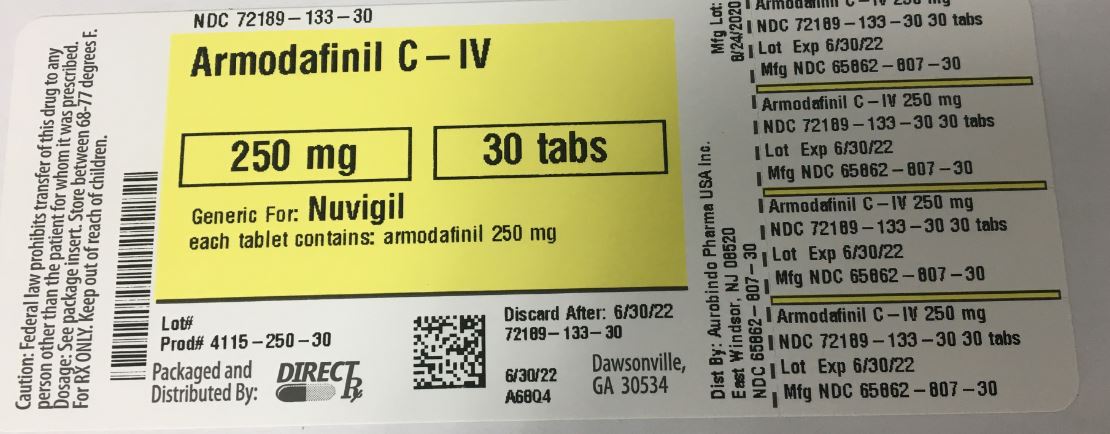 Caution: Federal law prohibits transfer of this drug to any
person other than the patient for whom it was prescribed.
Dosage: See package insert. Store between 68-77 degrees F.
For RX ONLY. Keep out of reach of children.
NDC 72189-133-30
Armodafinil C-IV
250 mg
30 tabs
Generic For: Nuvigil
each tablet contains: armodafinil 250 mg
Lot#
Prod# 4115-250-30
Packaged and
Distributed By:
DIRECT Rx
Discard After: 6/30/22
72189-133-30
6/30/22
A68Q4
Dawsonville,
GA 30534
Mfg Lot:
8/24/2020
Dist By: Aurobindo Pharma USA Inc.
East Windsor, NJ 08520
NDC 65862-807-30
Armodafinil C-IV 250 mg
NDC 72189-133-30 30 tabs
Lot Exp 6/30/22
Mfg NDC 65862-807-30
Armodafinil C-IV 250 mg
NDC 72189-133-30 30 tabs
Lot Exp 6/30/22
Mfg NDC 65862-807-30
Armodafinil C-IV 250 mg
NDC 72189-133-30 30 tabs
Lot Exp 6/30/22
Mfg NDC 65862-807-30
Armodafinil C-IV 250 mg
NDC 72189-133-30 30 tabs
Lot Exp 6/30/22
Mfg NDC 65862-807-30